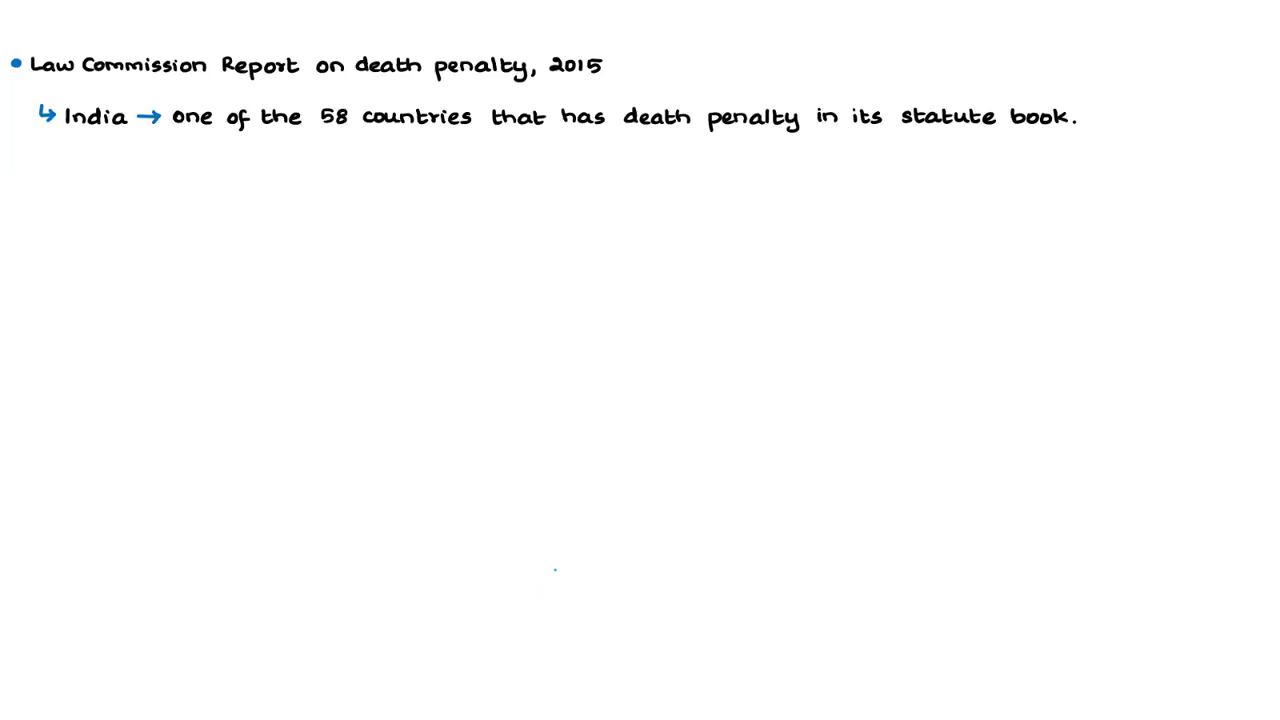 • Law Commission Report on death penalty, 2015
↳ India → one of the 58 countries that has death penalty in its statute book.